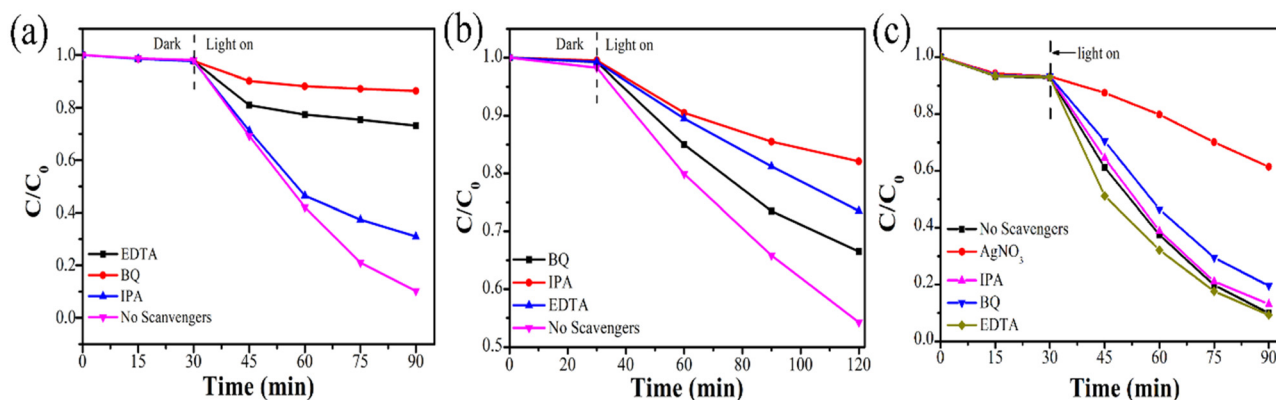 (a)
Dark
Light on
1.0
0.8
0.6
0.4
0.2
0.0
C/C0
EDTA
BQ
IPA
No Scanvengers
0 15 30 45 60 75 90
Time (min)
(b)
Dark
Light on
1.0
0.9
0.8
0.7
0.6
0.5
C/C0
BQ
IPA
EDTA
No Scanvengers
0 20 40 60 80 100 120
Time (min)
(c)
light on
1.0
0.8
0.6
0.4
0.2
0.0
C/C0
No Scavengers
AgNO3
IPA
BQ
EDTA
0 15 30 45 60 75 90
Time (min)